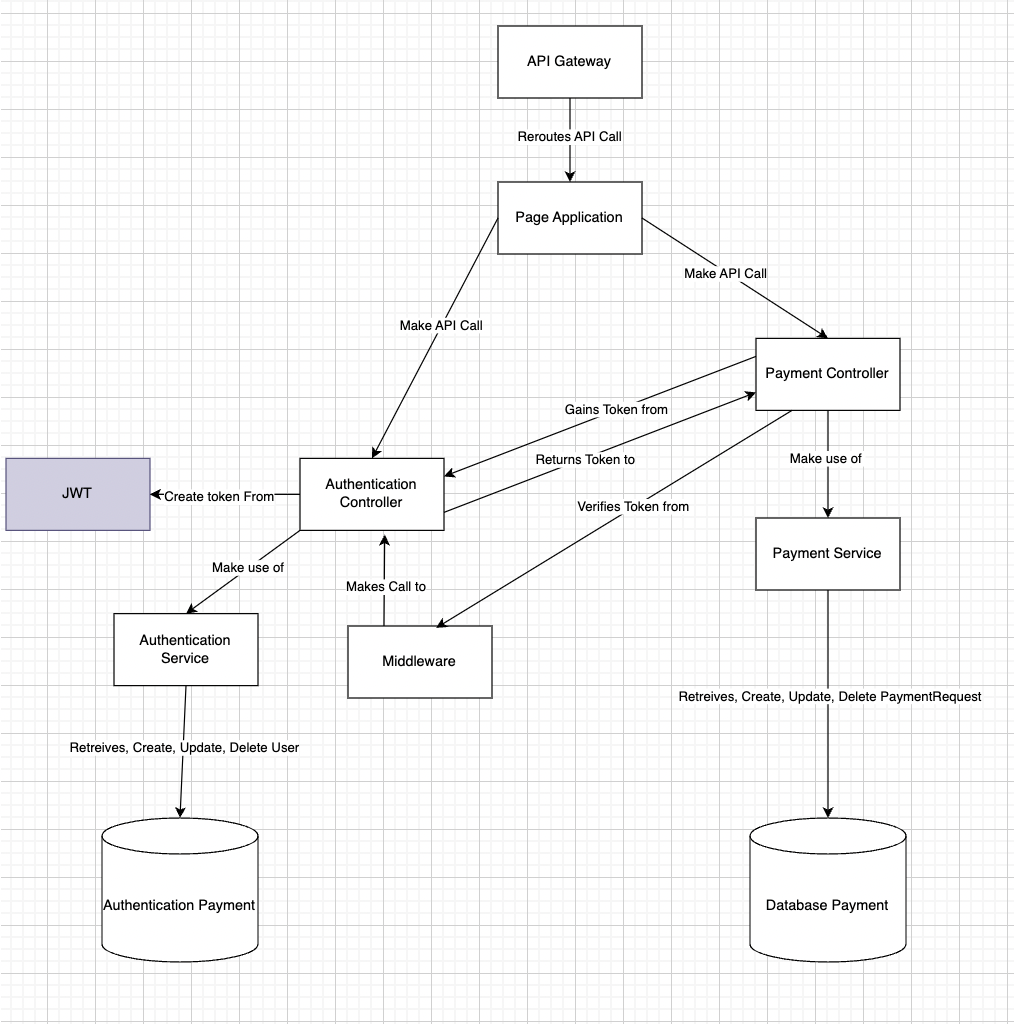 API Gateway
Reroutes API Call
Page Application
Make API Call
Make API Call
Payment Controller
Gains Token from
Returns Token to
Make use of
Authentication
Controller
JWT
Create token From
Verifies Token from
Payment Service
Make use of
Makes Call to
Authentication
Service
Middleware
Retreives, Create, Update, Delete PaymentRequest
Retreives, Create, Update, Delete User
Authentication Payment
Database Payment